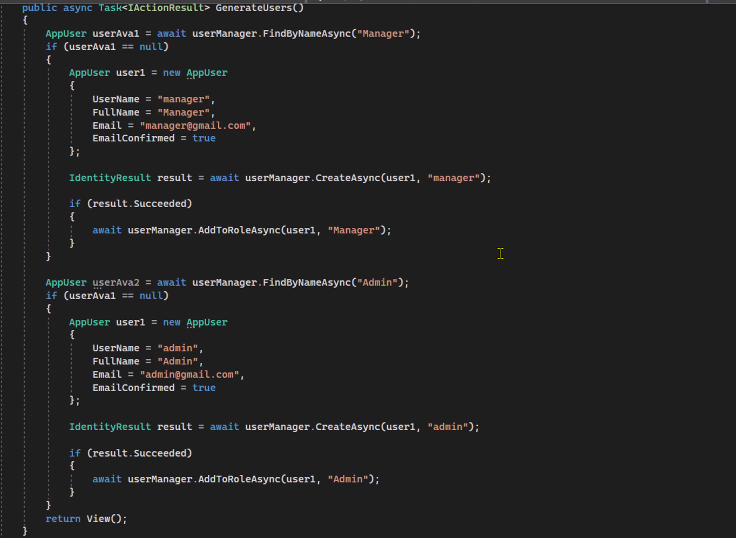 public async Task<IActionResult> GenerateUsers()
{
AppUser userAva1 = await userManager.FindByNameAsync("Manager");
if (userAva1 == null)
{
AppUser user1 = new AppUser
{
UserName = "manager",
FullName = "Manager",
Email = "manager@gmail.com",
EmailConfirmed = true
};
IdentityResult result = await userManager.CreateAsync(user1, "manager");
if (result.Succeeded)
{
await userManager.AddToRoleAsync(user1, "Manager");
}
}
AppUser userAva2 = await userManager.FindByNameAsync("Admin");
if (userAva1 == null)
{
AppUser user1 = new AppUser
{
UserName = "admin",
FullName = "Admin",
Email = "admin@gmail.com",
EmailConfirmed = true
};
IdentityResult result = await userManager.CreateAsync(user1, "admin");
if (result.Succeeded)
{
await userManager.AddToRoleAsync(user1, "Admin");
}
}
return View();
}